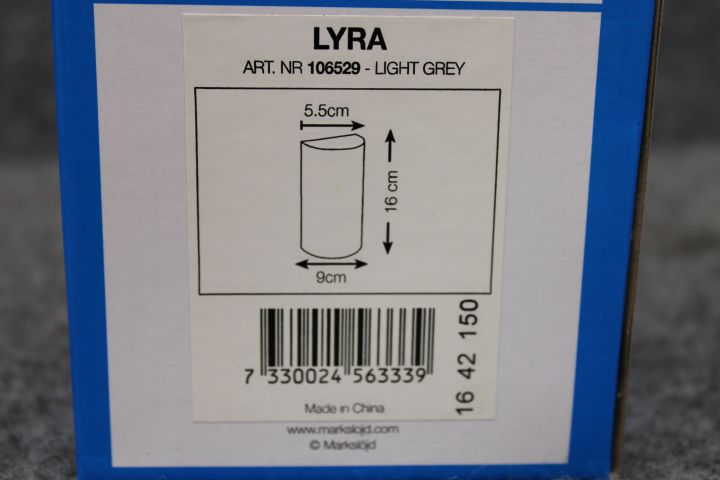 LYRA
ART. NR 106529 - LIGHT GREY
5.5cm
16 cm
9cm
7 330024 563339
16 42 150
Made in China
www.markslojd.com
© Markslöjd